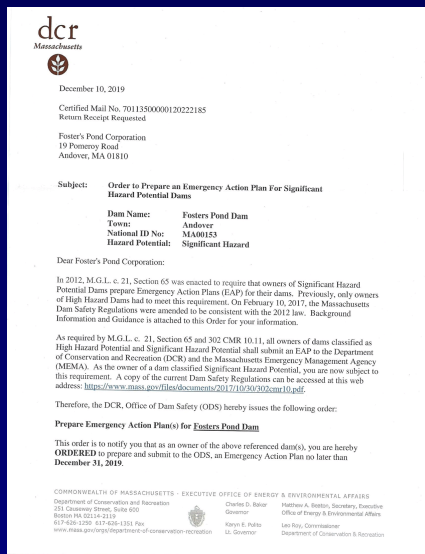 dcr
Massachusetts
December 10, 2019
Certified Mail No. 70113500000120222185
Return Receipt Requested
Foster's Pond Corporation
19 Pomeroy Road
Andover, MA 01810
Subject: Order to Prepare an Emergency Action Plan For Significant
Hazard Potential Dams
Dam Name: Fosters Pond Dam
Town: Andover
National ID No: MA00153
Hazard Potential: Significant Hazard
Dear Foster's Pond Corporation:
In 2012, M.G.L. c. 21, Section 65 was enacted to require that owners of Significant Hazard
Potential Dams prepare Emergency Action Plans (EAP) for their dams. Previously, only owners
of High Hazard Dams had to meet this requirement. On February 10, 2017, the Massachusetts
Dam Safety Regulations were amended to be consistent with the 2012 law. Background
Information and Guidance is attached to this Order for your information.
As required by M.G.L. c. 21, Section 65 and 302 CMR 10.11, all owners of dams classified as
High Hazard Potential and Significant Hazard Potential shall submit an EAP to the Department
of Conservation and Recreation (DCR) and the Massachusetts Emergency Management Agency
(MEMA). As the owner of a dam classified Significant Hazard Potential, you are now subject to
this requirement. A copy of the current Dam Safety Regulations can be accessed at this web
address: https://www.mass.gov/files/documents/2017/10/30/302cmr10.pdf.
Therefore, the DCR, Office of Dam Safety (ODS) hereby issues the following order:
Prepare Emergency Action Plan(s) for Fosters Pond Dam
This order is to notify you that as an owner of the above referenced dam(s), you are hereby
ORDERED to prepare and submit to the ODS, an Emergency Action Plan no later than
December 31, 2019.
COMMONWEALTH OF MASSACHUSETTS · EXECUTIVE OFFICE OF ENERGY & ENVIRONMENTAL AFFAIRS
Department of Conservation and Recreation
251 Causeway Street, Suite 600
Boston MA 02114-2119
617-626-1250 617-626-1351 Fax
www.mass.gov/orgs/department-of-conservation-recreation
Charles D. Baker
Governor
Karyn E. Polito
Lt. Governor
Matthew A. Beaton, Secretary, Executive
Office of Energy & Environmental Affairs
Leo Roy, Commissioner
Department of Conservation & Recreation